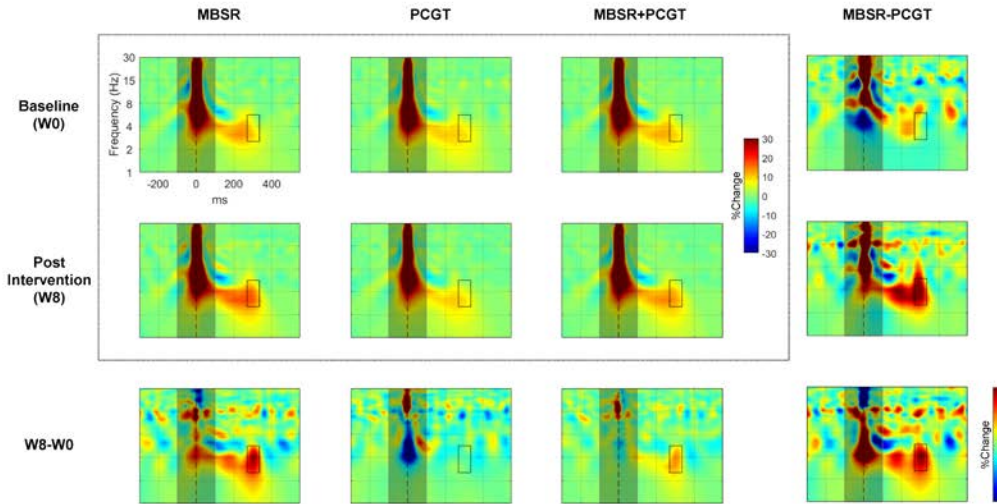 MBSR PCGT MBSR+PCGT MBSR-PCGT
Baseline
(W0)
Frequency (Hz)
30
15
8
4
2
1
-200 0 200 400
ms
30
20
10
0
-10
-20
-30
%Change
Post
Intervention
(W8)
W8-W0
%Change